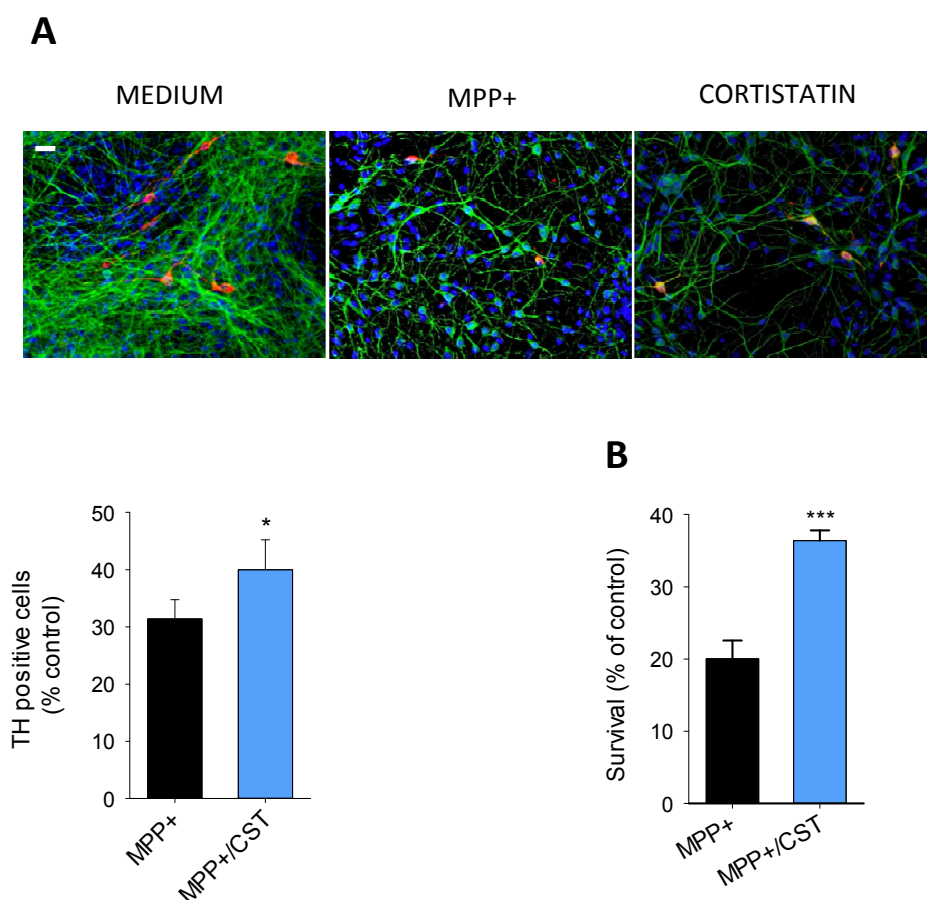 A
MEDIUM
MPP+
CORTISTATIN
TH positive cells
(% control)
50
40
30
20
10
0
*
MPP+
MPP+/CST
B
Survival (% of control)
40
30
20
10
0
***
MPP+
MPP+/CST